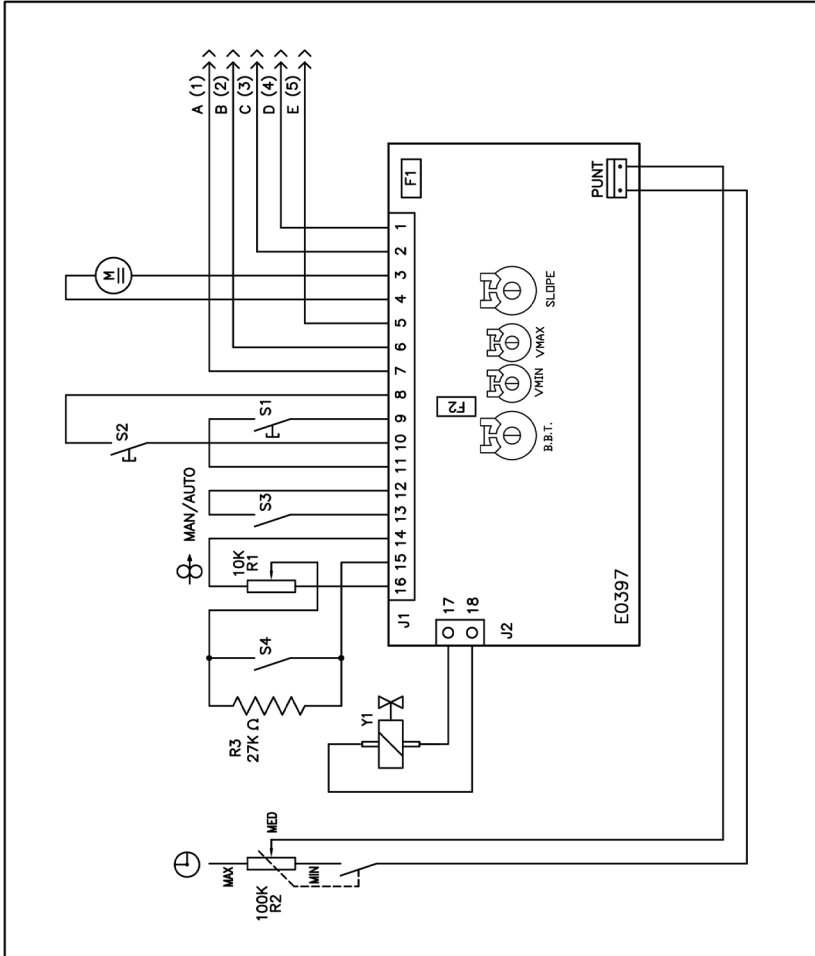 A (1)
B (2)
C (3)
D (4)
E (5)
M
S2
S1
MAN/AUTO
S3
10K
R1
S4
R3
27K Ω
Y1
MAX
MED
MIN
100K
R2
F1
PUNT
1
2
3
4
5
6
7
8
9
10
11
12
13
14
15
16
SLOPE
VMAX
VMIN
F2
B.B.T.
J1
17
18
J2
E0397